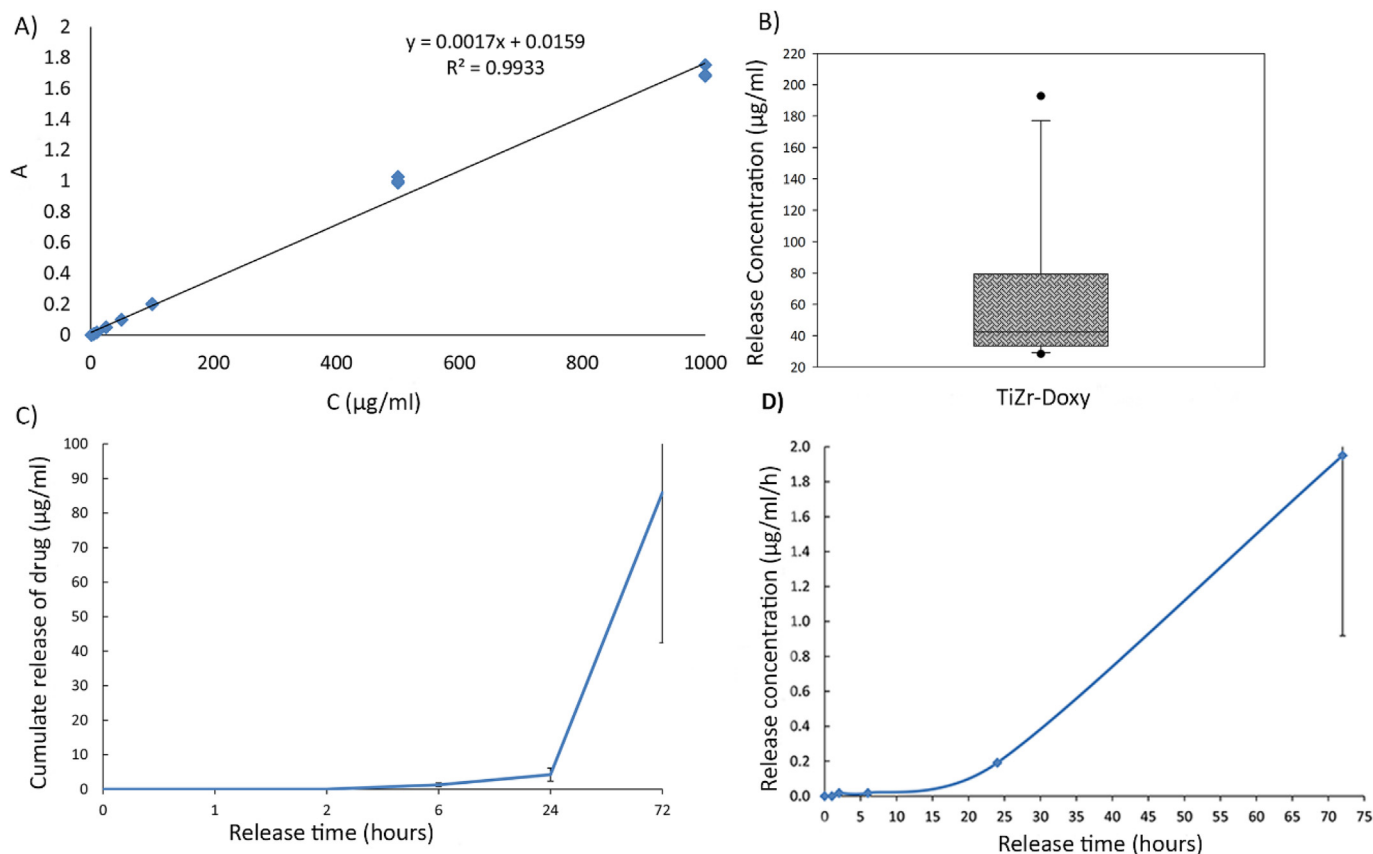 A)
y = 0.0017x + 0.0159
R² = 0.9933
2
1.8
1.6
1.4
1.2
1
0.8
0.6
0.4
0.2
0
A
0 200 400 600 800 1000
C (µg/ml)
B)
Release Concentration (µg/ml)
220
200
180
160
140
120
100
80
60
40
20
TiZr-Doxy
C)
Cumulate release of drug (µg/ml)
100
90
80
70
60
50
40
30
20
10
0
0 1 2 6 24 72
Release time (hours)
D)
Release concentration (µg/ml/h)
2.0
1.8
1.6
1.4
1.2
1.0
0.8
0.6
0.4
0.2
0.0
0 5 10 15 20 25 30 35 40 45 50 55 60 65 70 75
Release time (hours)